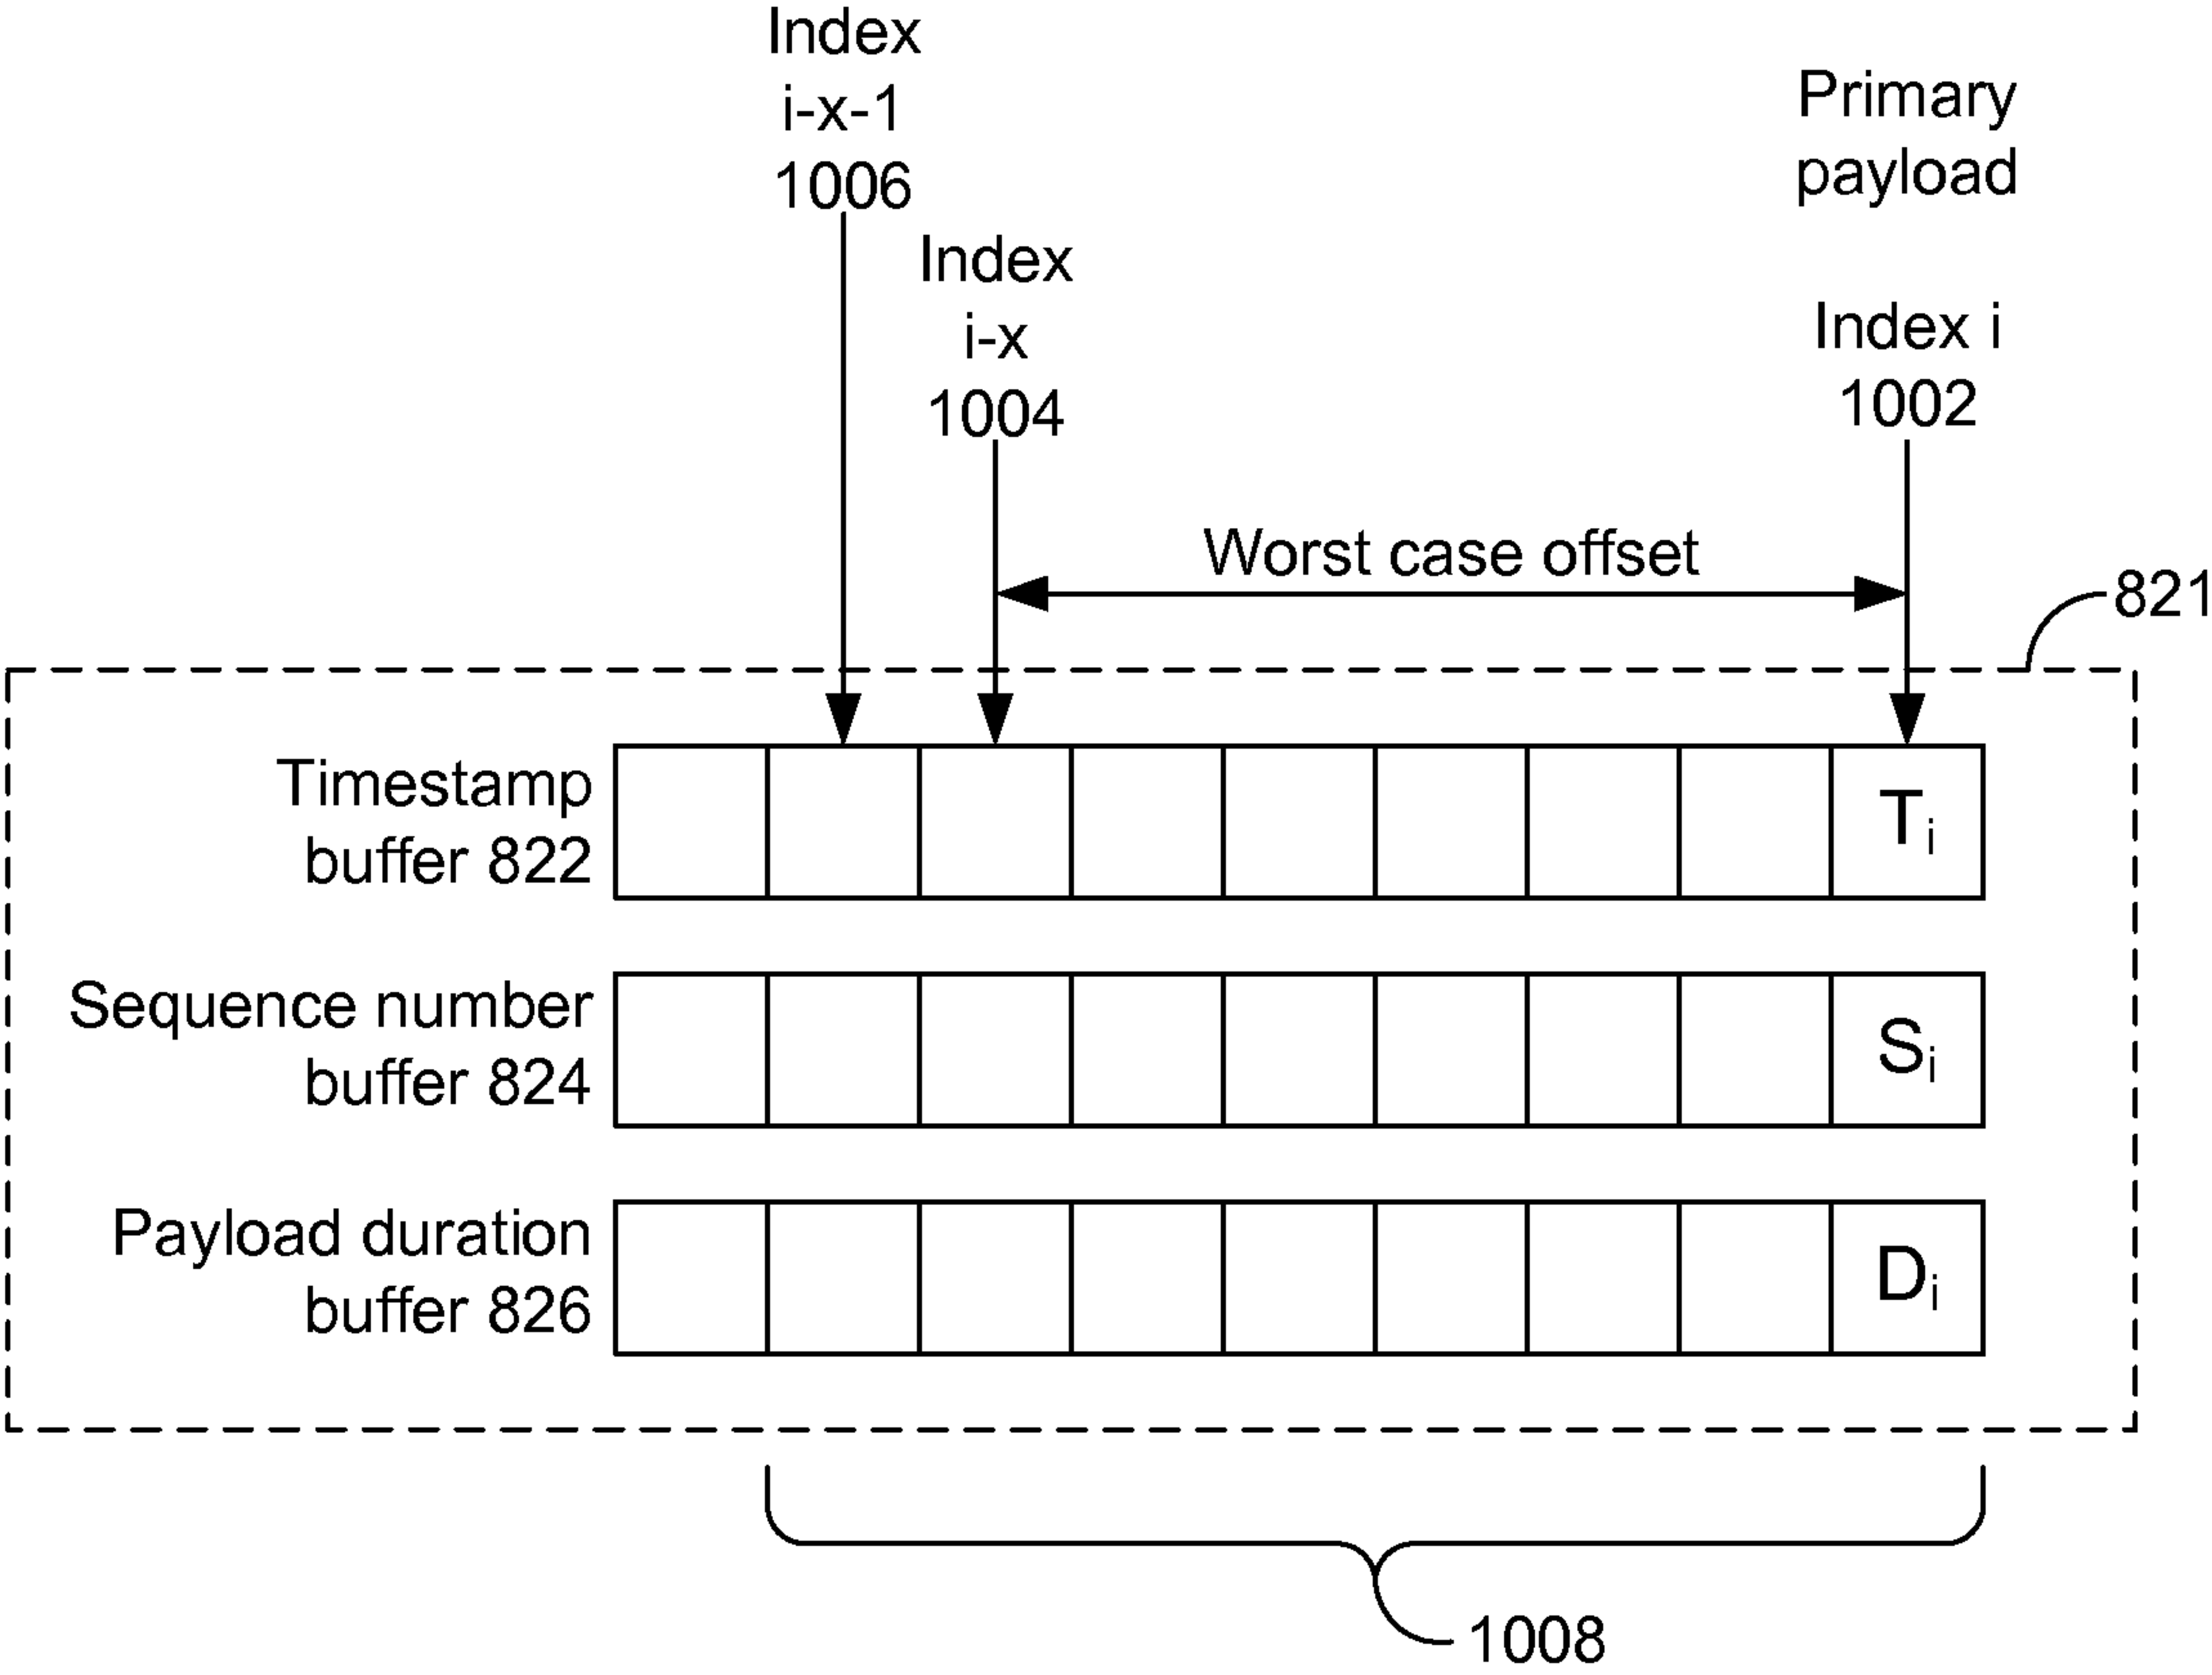 Index
i-x-1
1006
Primary
payload
Index
i-x
1004
Index i
1002
Worst case offset
821
Timestamp
buffer 822
Ti
Sequence number
buffer 824
Si
Payload duration
buffer 826
Di
1008